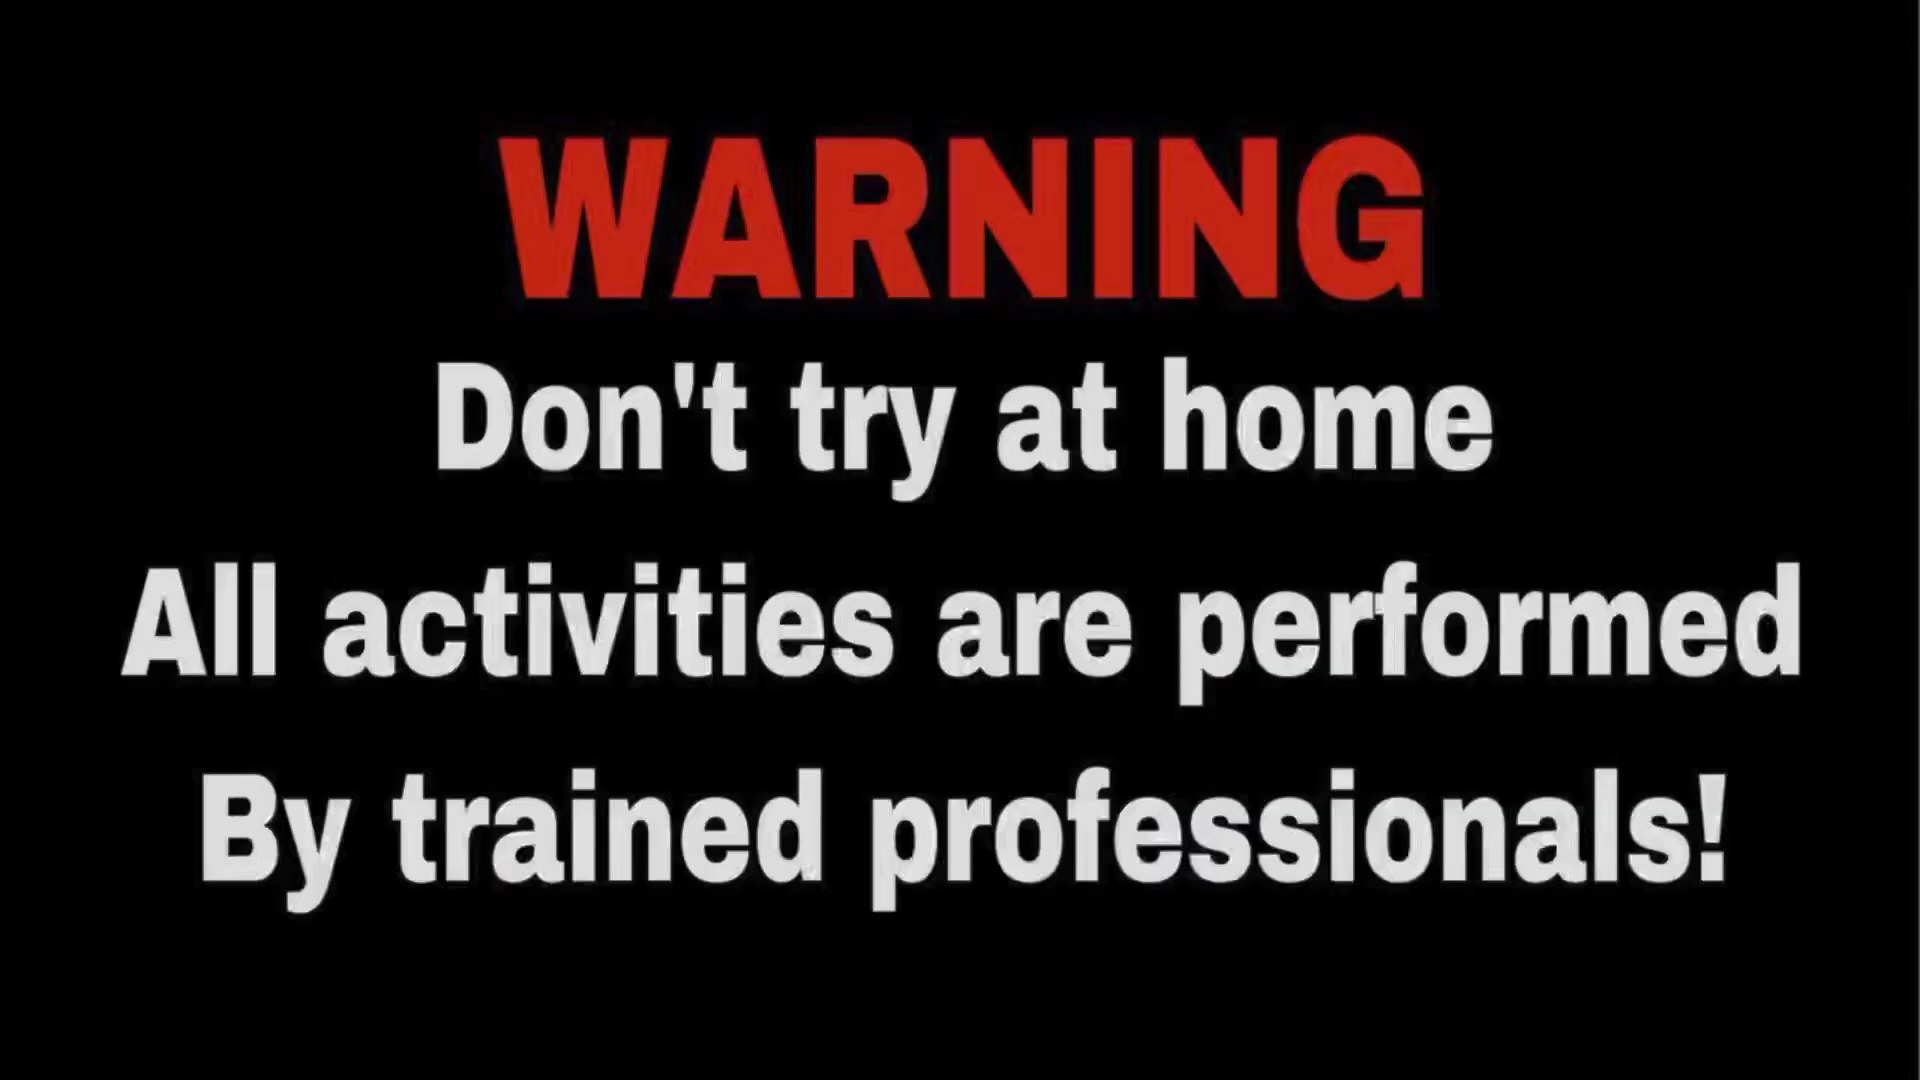 WARNING
Don't try at home
All activities are performed
By trained professionals!